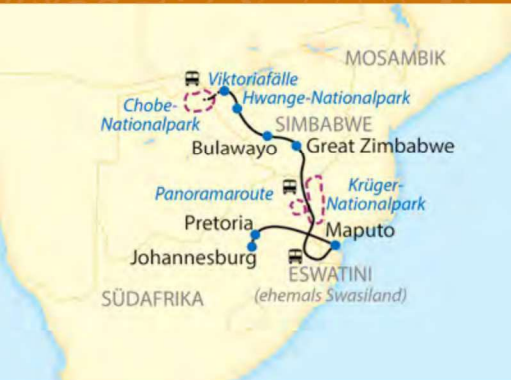 MOSAMBIK
Viktoriafälle
Hwange-Nationalpark
Chobe-
Nationalpark
SIMBABWE
Bulawayo
Great Zimbabwe
Krüger-
Nationalpark
Panoramaroute
Pretoria
Maputo
Johannesburg
ESWATINI
(ehemals Swasiland)
SÜDAFRIKA